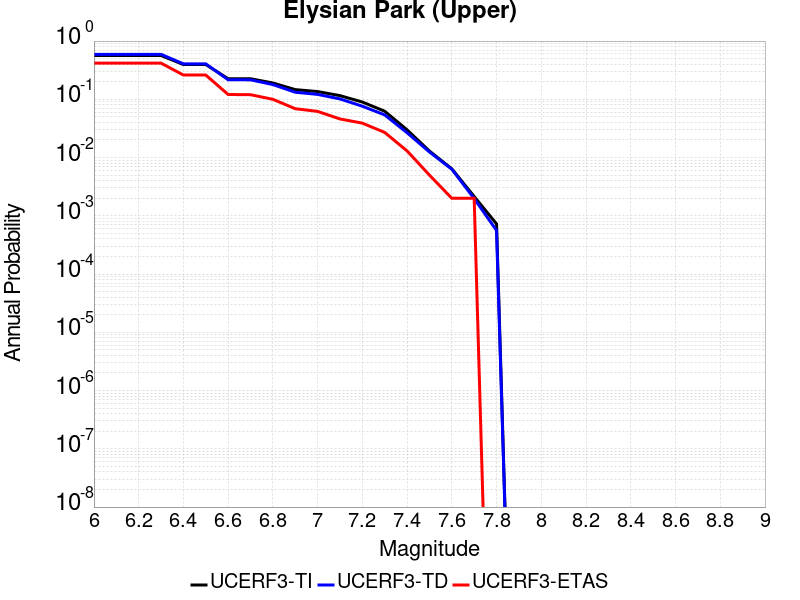 Elysian Park (Upper)
10^0
10^-1
10^-2
10^-3
10^-4
10^-5
10^-6
10^-7
10^-8
Annual Probability
6 6.2 6.4 6.6 6.8 7 7.2 7.4 7.6 7.8 8 8.2 8.4 8.6 8.8 9
Magnitude
UCERF3-TI UCERF3-TD UCERF3-ETAS